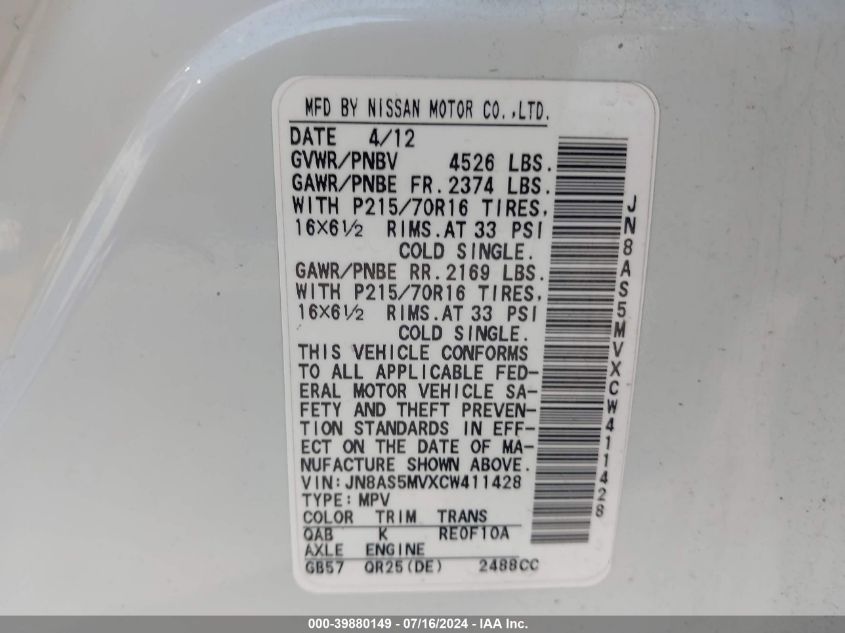 MFD BY NISSAN MOTOR CO.,LTD.
DATE 4/12
GVWR/PNBV 4526 LBS.
GAWR/PNBE FR. 2374 LBS.
WITH P215/70R16 TIRES,
16X6½ RIMS.AT 33 PSI
COLD SINGLE.
GAWR/PNBE RR. 2169 LBS.
WITH P215/70R16 TIRES,
16X6½ RIMS.AT 33 PSI
COLD SINGLE.
THIS VEHICLE CONFORMS
TO ALL APPLICABLE FED-
ERAL MOTOR VEHICLE SA-
FETY AND THEFT PREVEN-
TION STANDARDS IN EFF-
ECT ON THE DATE OF MA-
NUFACTURE SHOWN ABOVE.
VIN:JN8AS5MVXCW411428
TYPE:MPV
COLOR TRIM TRANS
QAB K RE0F10A
AXLE ENGINE
GB57 QR25(DE) 2488CC
JN8AS5MVXCW411428
000-39880149 - 07/16/2024 - IAA Inc.